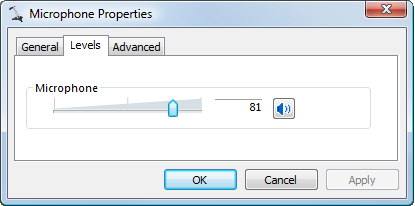 Microphone Properties
General Levels Advanced
Microphone
81
OK Cancel Apply